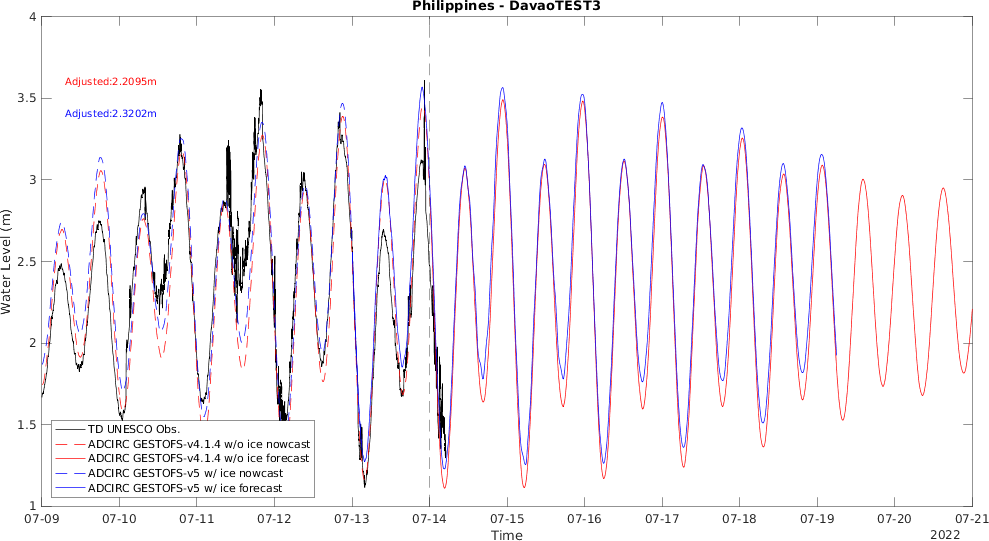 Philippines - DavaoTEST3
4
3.5
3
2.5
2
1.5
1
Water Level (m)
Adjusted:2.2095m
Adjusted:2.3202m
TD UNESCO Obs.
ADCIRC GESTOFS-v4.1.4 w/o ice nowcast
ADCIRC GESTOFS-v4.1.4 w/o ice forecast
ADCIRC GESTOFS-v5 w/ ice nowcast
ADCIRC GESTOFS-v5 w/ ice forecast
07-09 07-10 07-11 07-12 07-13 07-14 07-15 07-16 07-17 07-18 07-19 07-20 07-21
Time
2022